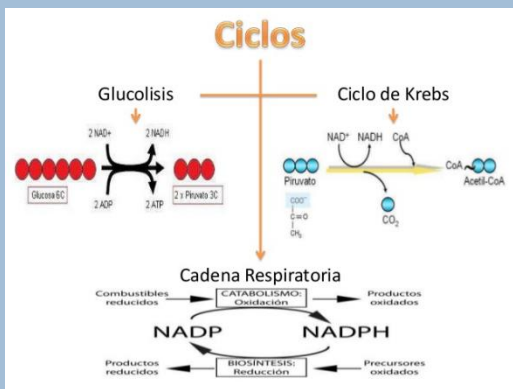 Ciclos
Glucolisis
2 NAD+
2 NADH
Glucosa 6C
2 x Piruvato 3C
2 ADP
2 ATP
Ciclo de Krebs
NAD⁺
NADH
CoA
Piruvato
CoA
Acetil-CoA
COO⁻
C=O
CH₃
CO₂
Cadena Respiratoria
Combustibles reducidos
CATABOLISMO: Oxidación
Productos oxidados
NADP
NADPH
Productos reducidos
BIOSÍNTESIS: Reducción
Precursores oxidados